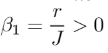 β₁ = r/J > 0